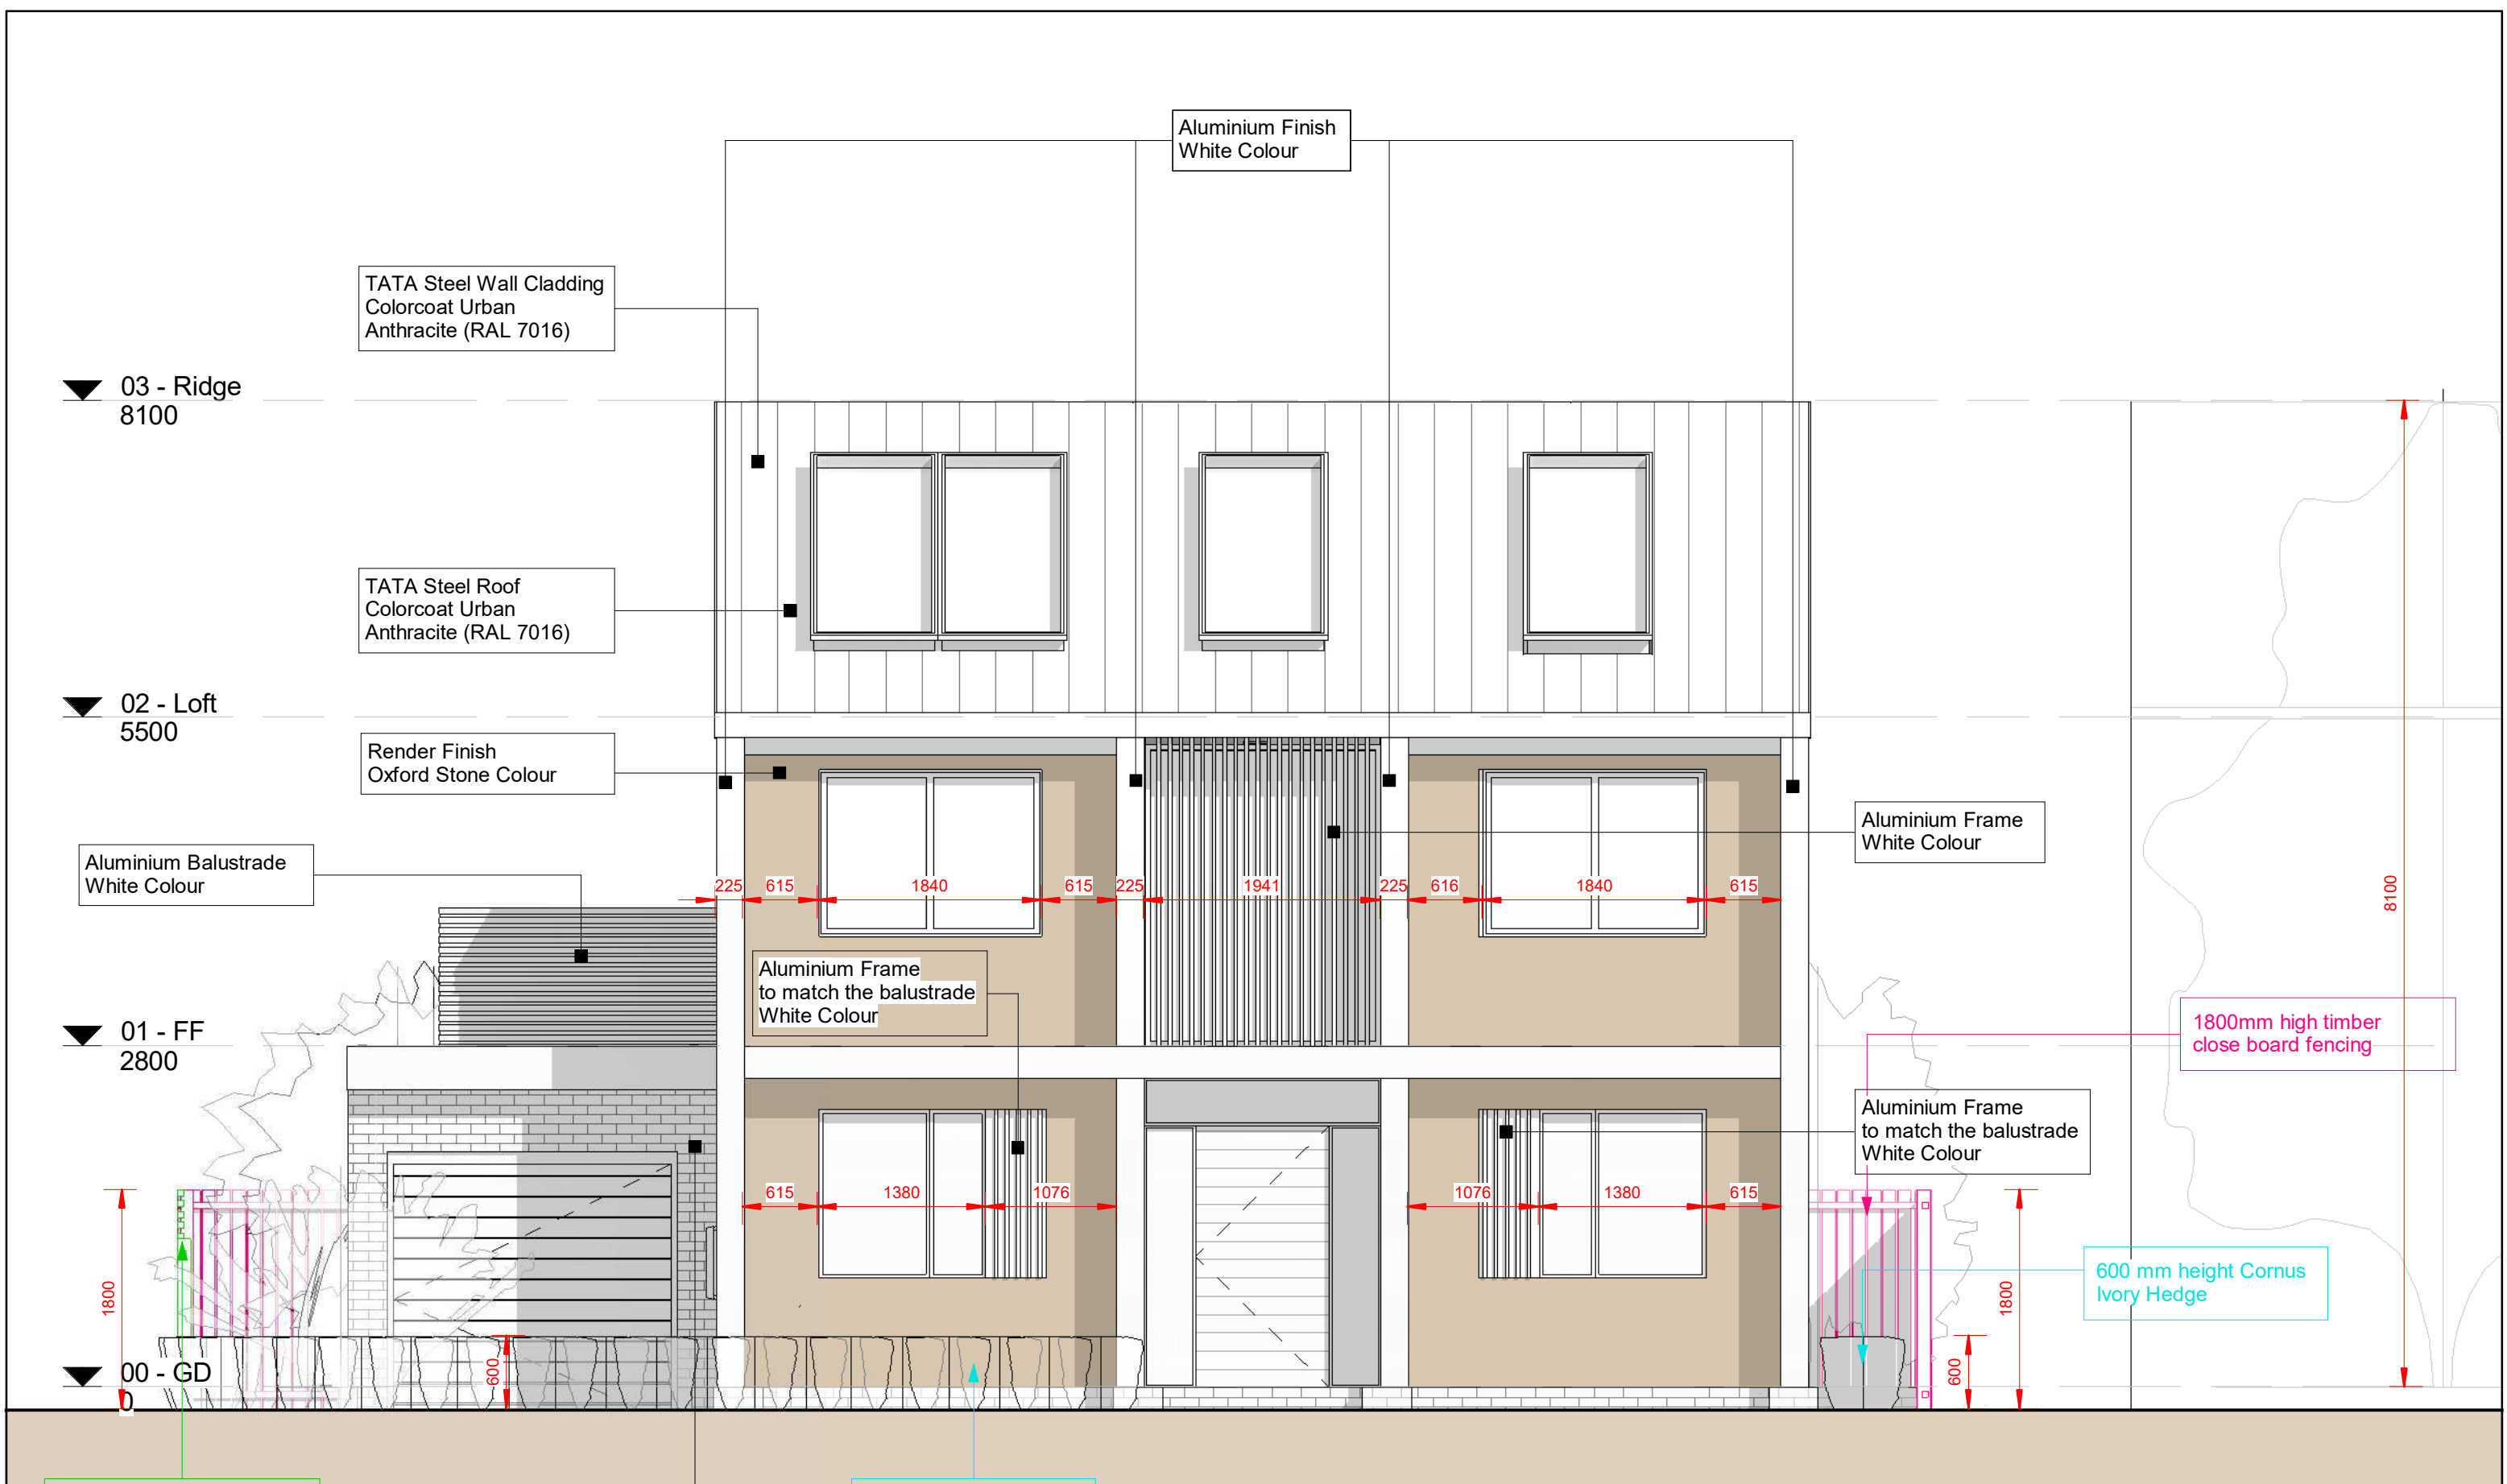 Aluminium Finish
White Colour
TATA Steel Wall Cladding
Colorcoat Urban
Anthracite (RAL 7016)
03 - Ridge
8100
TATA Steel Roof
Colorcoat Urban
Anthracite (RAL 7016)
02 - Loft
5500
Render Finish
Oxford Stone Colour
Aluminium Frame
White Colour
Aluminium Balustrade
White Colour
225 615 1840 615 225 1941 225 616 1840 615
8100
Aluminium Frame
to match the balustrade
White Colour
01 - FF
2800
1800mm high timber
close board fencing
Aluminium Frame
to match the balustrade
White Colour
615 1380 1076 1076 1380 615
600 mm height Cornus
Ivory Hedge
1800
1800
600
600
00 - GD
0